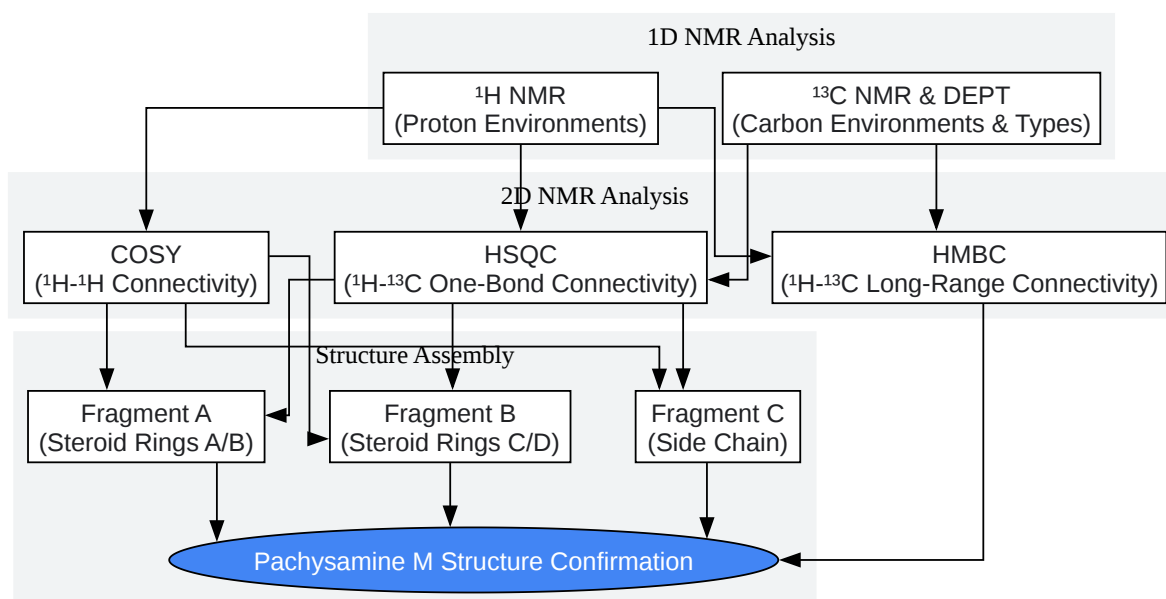 1D NMR Analysis
¹H NMR
(Proton Environments)
¹³C NMR & DEPT
(Carbon Environments & Types)
2D NMR Analysis
COSY
(¹H-¹H Connectivity)
HSQC
(¹H-¹³C One-Bond Connectivity)
HMBC
(¹H-¹³C Long-Range Connectivity)
Structure Assembly
Fragment A
(Steroid Rings A/B)
Fragment B
(Steroid Rings C/D)
Fragment C
(Side Chain)
Pachysamine M Structure Confirmation